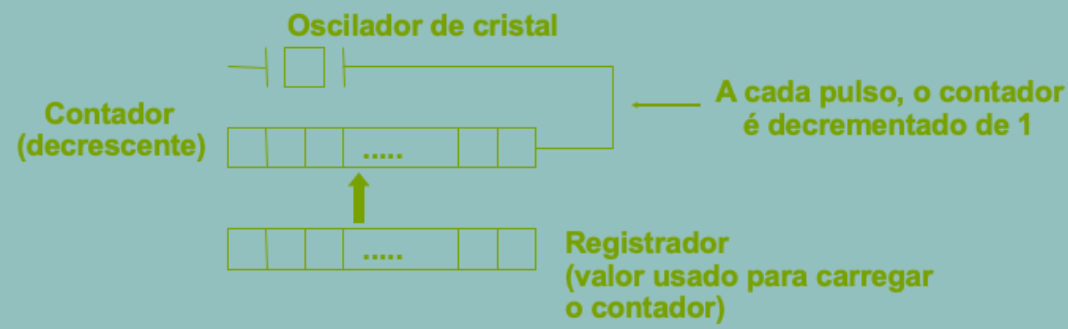 Oscilador de cristal
A cada pulso, o contador
é decrementado de 1
Contador
(decrescente)
.....
.....
Registrador
(valor usado para carregar
o contador)